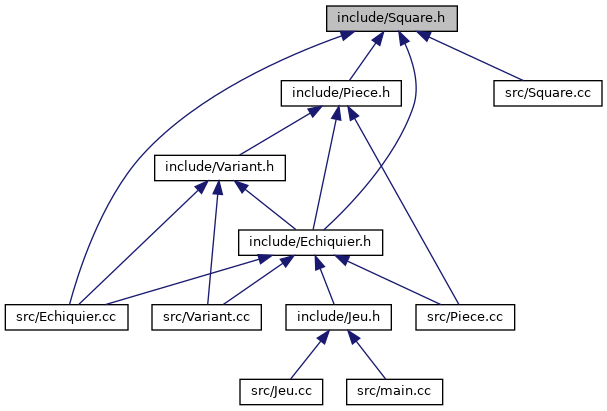 include/Square.h
include/Piece.h
src/Square.cc
include/Variant.h
include/Echiquier.h
src/Echiquier.cc
src/Variant.cc
include/Jeu.h
src/Piece.cc
src/Jeu.cc
src/main.cc